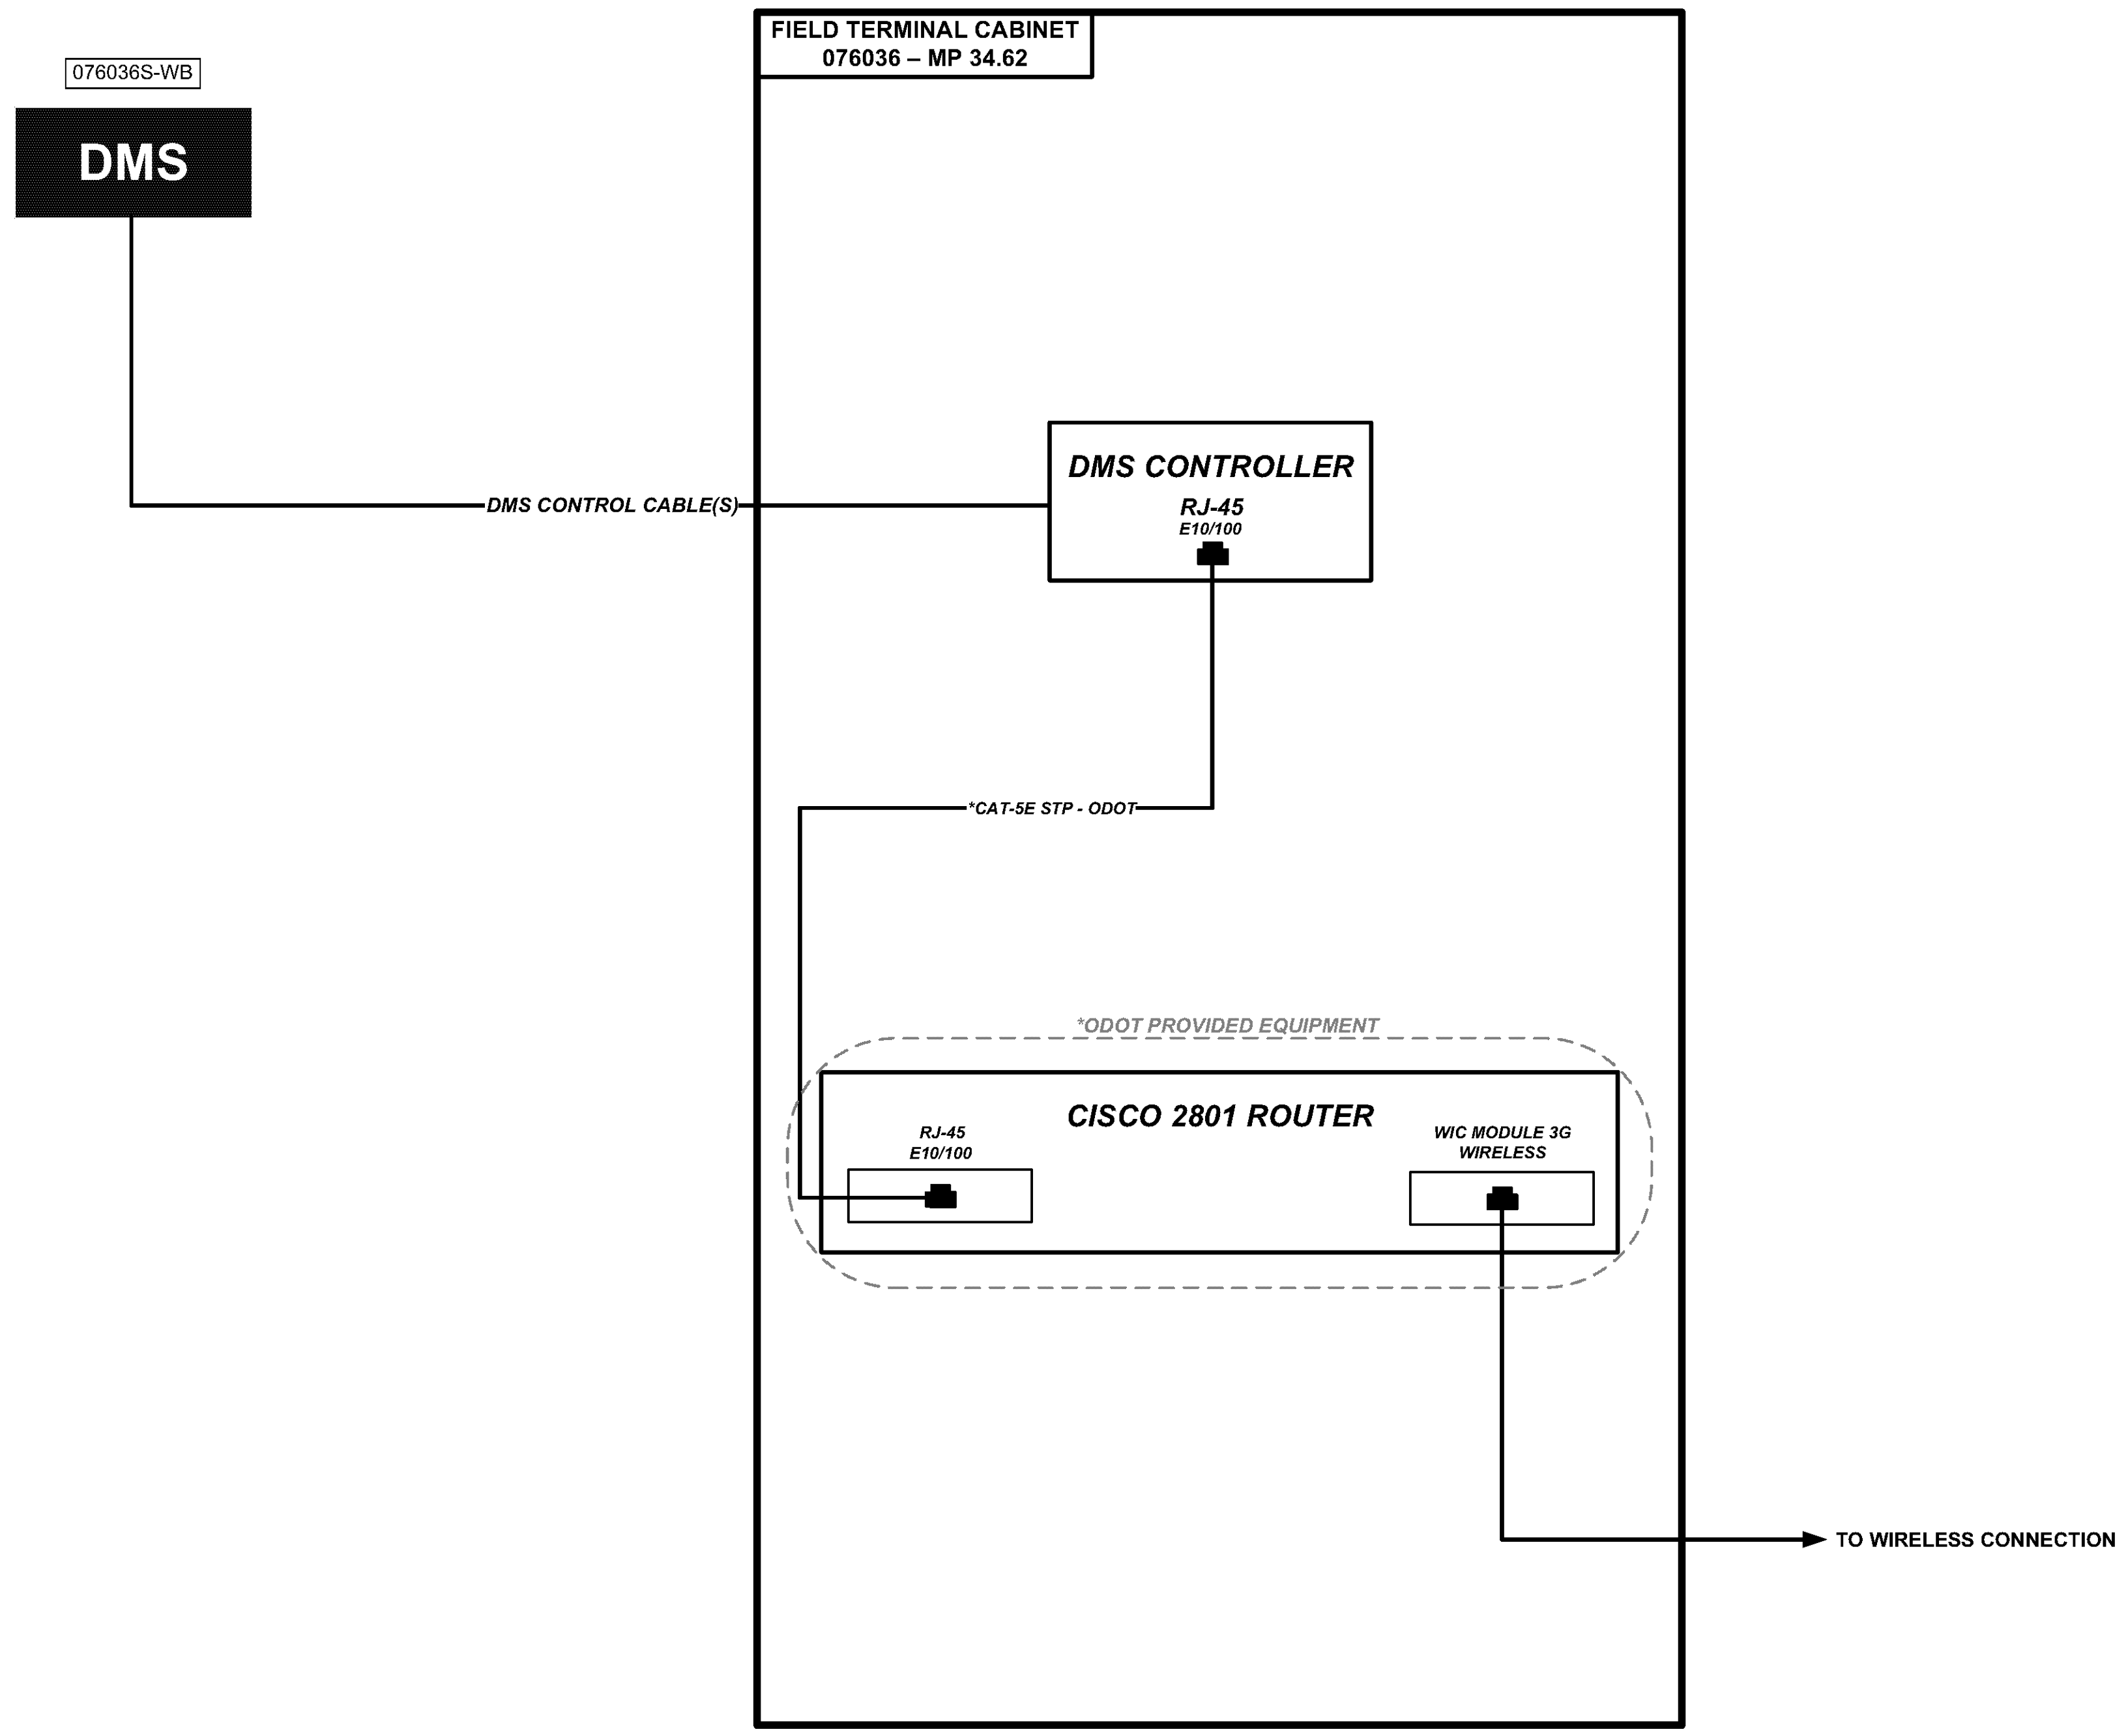 FIELD TERMINAL CABINET
076036 – MP 34.62
076036S-WB
DMS
DMS CONTROLLER
RJ-45
E10/100
DMS CONTROL CABLE(S)
*CAT-5E STP - ODOT
*ODOT PROVIDED EQUIPMENT
CISCO 2801 ROUTER
RJ-45
E10/100
WIC MODULE 3G
WIRELESS
TO WIRELESS CONNECTION